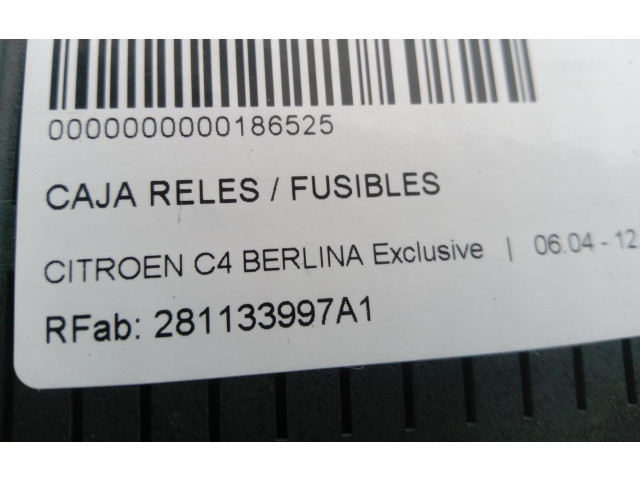 0000000000186525
CAJA RELES / FUSIBLES
CITROEN C4 BERLINA Exclusive | 06.04 - 12
RFab: 281133997A1